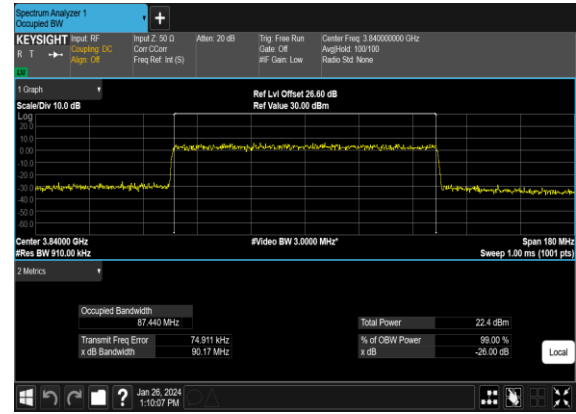 Spectrum Analyzer 1
Occupied BW
KEYSIGHT Input: RF Input Z: 50 Ω Atten: 20 dB Trig: Free Run Center Freq: 3.840000000 GHz
R T Coupling: DC Corr CCorr Gate: Off Avg|Hold: 100/100
Align: Off Freq Ref: Int (S) #IF Gain: Low Radio Std: None
LW
1 Graph
Ref Lvl Offset 26.60 dB
Scale/Div 10.0 dB Ref Value 30.00 dBm
Log
20.0
10.0
0.00
-10.0
-20.0
-30.0
-40.0
-50.0
-60.0
Center 3.84000 GHz #Video BW 3.0000 MHz* Span 180 MHz
#Res BW 910.00 kHz Sweep 1.00 ms (1001 pts)
2 Metrics
Occupied Bandwidth
87.440 MHz Total Power 22.4 dBm
Transmit Freq Error 74.911 kHz % of OBW Power 99.00 %
x dB Bandwidth 90.17 MHz x dB -26.00 dB
Local
? Jan 26, 2024
1:10:07 PM